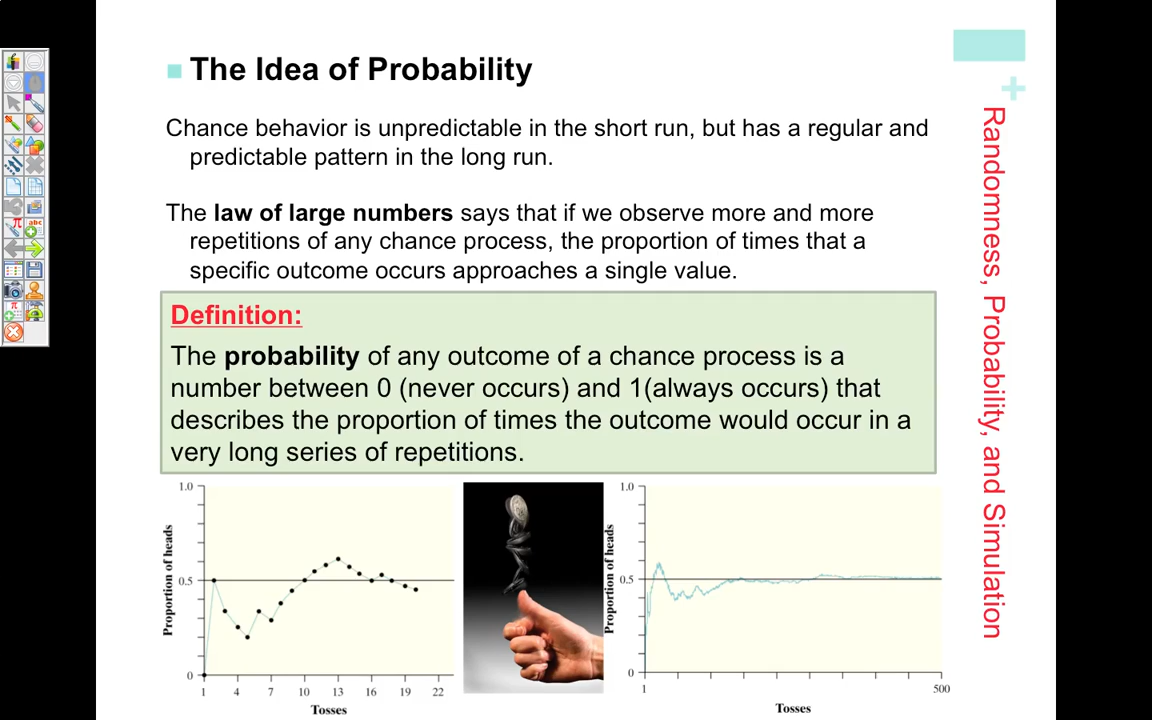 The Idea of Probability
Chance behavior is unpredictable in the short run, but has a regular and
predictable pattern in the long run.
The law of large numbers says that if we observe more and more
repetitions of any chance process, the proportion of times that a
specific outcome occurs approaches a single value.
Definition:
The probability of any outcome of a chance process is a
number between 0 (never occurs) and 1(always occurs) that
describes the proportion of times the outcome would occur in a
very long series of repetitions.
1.0
0.5
0
Proportion of heads
1 4 7 10 13 16 19 22
Tosses
1.0
0.5
0
Proportion of heads
1 500
Tosses
+
Randomness, Probability, and Simulation